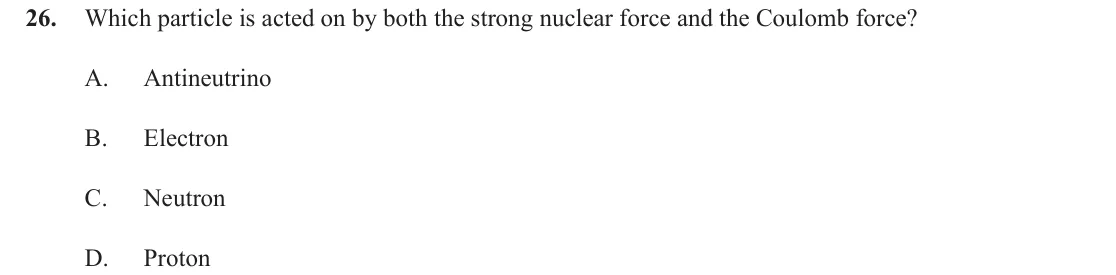 26. Which particle is acted on by both the strong nuclear force and the Coulomb force?
A. Antineutrino
B. Electron
C. Neutron
D. Proton